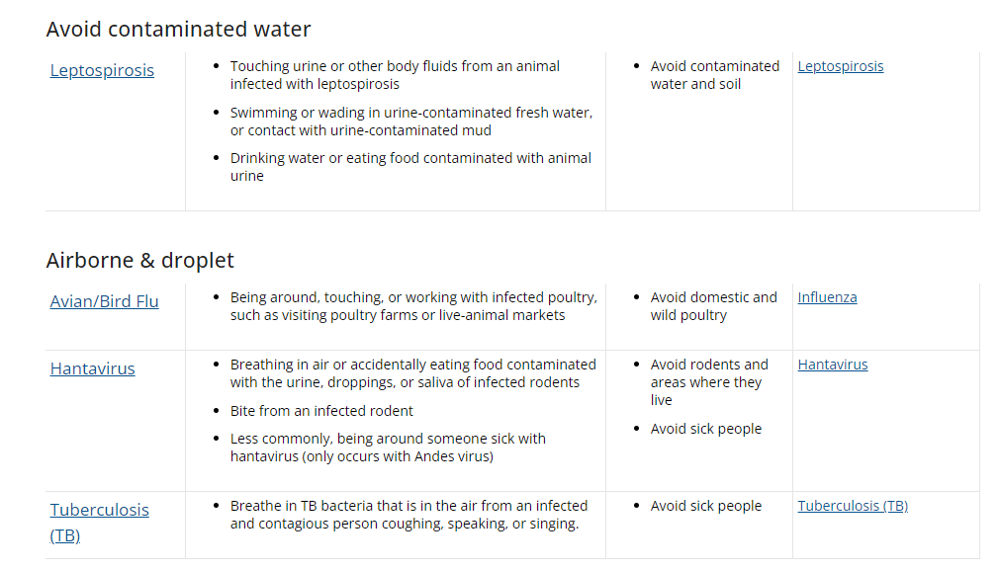 Avoid contaminated water
Leptospirosis
• Touching urine or other body fluids from an animal
infected with leptospirosis
• Swimming or wading in urine-contaminated fresh water,
or contact with urine-contaminated mud
• Drinking water or eating food contaminated with animal
urine
• Avoid contaminated
water and soil
Leptospirosis
Airborne & droplet
Avian/Bird Flu
• Being around, touching, or working with infected poultry,
such as visiting poultry farms or live-animal markets
• Avoid domestic and
wild poultry
Influenza
Hantavirus
• Breathing in air or accidentally eating food contaminated
with the urine, droppings, or saliva of infected rodents
• Bite from an infected rodent
• Less commonly, being around someone sick with
hantavirus (only occurs with Andes virus)
• Avoid rodents and
areas where they
live
• Avoid sick people
Hantavirus
Tuberculosis
(TB)
• Breathe in TB bacteria that is in the air from an infected
and contagious person coughing, speaking, or singing.
• Avoid sick people
Tuberculosis (TB)